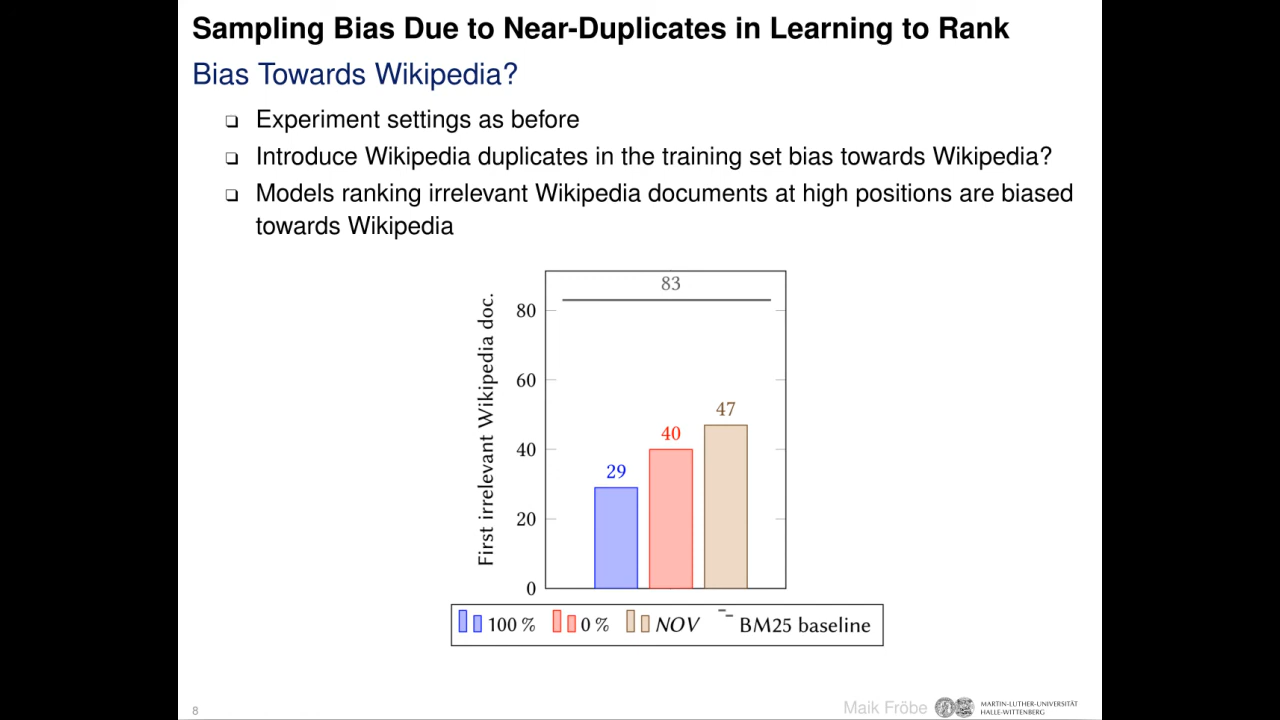 Sampling Bias Due to Near-Duplicates in Learning to Rank
Bias Towards Wikipedia?
❏ Experiment settings as before
❏ Introduce Wikipedia duplicates in the training set bias towards Wikipedia?
❏ Models ranking irrelevant Wikipedia documents at high positions are biased
towards Wikipedia
First irrelevant Wikipedia doc.
83
80
60
47
40
40
29
20
0
100 % 0 % NOV BM25 baseline
8
Maik Fröbe
MARTIN-LUTHER-UNIVERSITÄT
HALLE-WITTENBERG